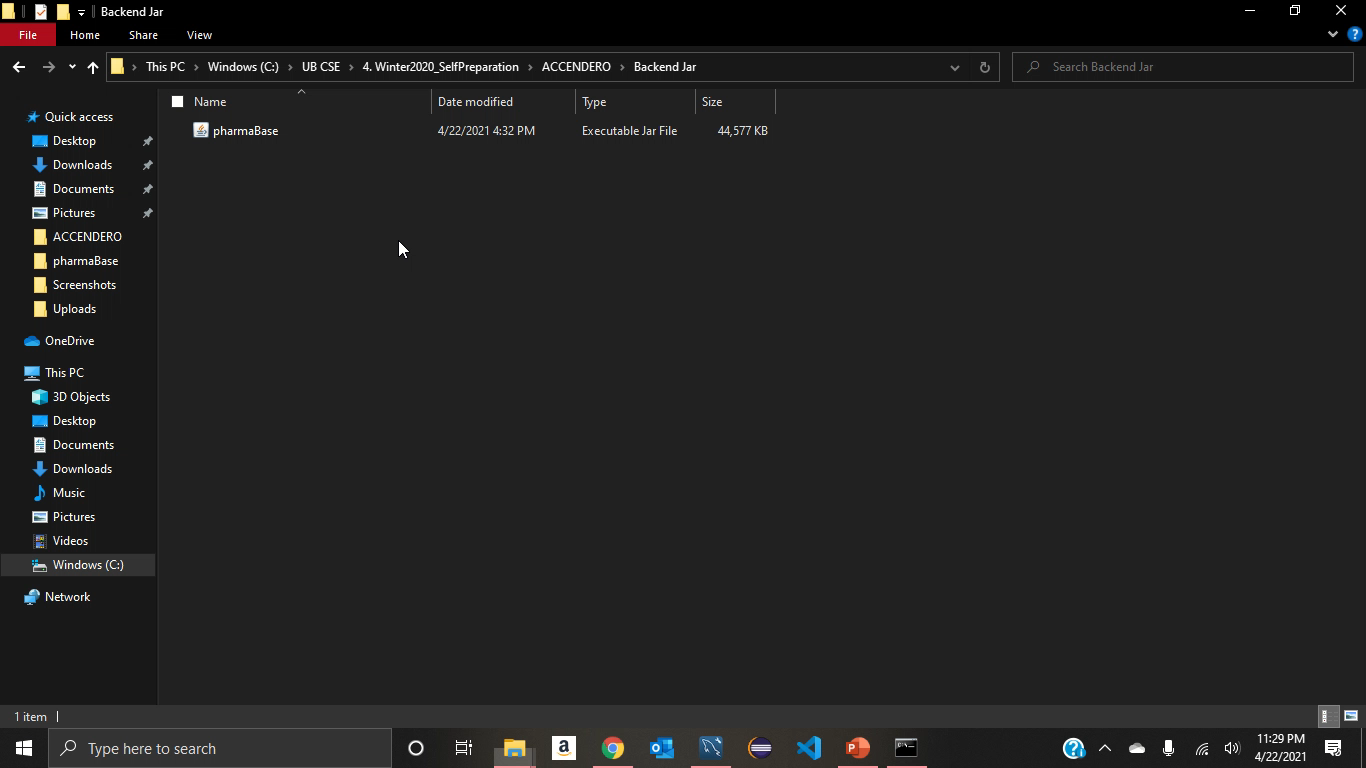 Backend Jar
File Home Share View
This PC Windows (C:) UB CSE 4. Winter2020_SelfPreparation ACCENDERO Backend Jar
Search Backend Jar
Name Date modified Type Size
pharmaBase 4/22/2021 4:32 PM Executable Jar File 44,577 KB
Quick access
Desktop
Downloads
Documents
Pictures
ACCENDERO
pharmaBase
Screenshots
Uploads
OneDrive
This PC
3D Objects
Desktop
Documents
Downloads
Music
Pictures
Videos
Windows (C:)
Network
1 item
Type here to search
11:29 PM
4/22/2021